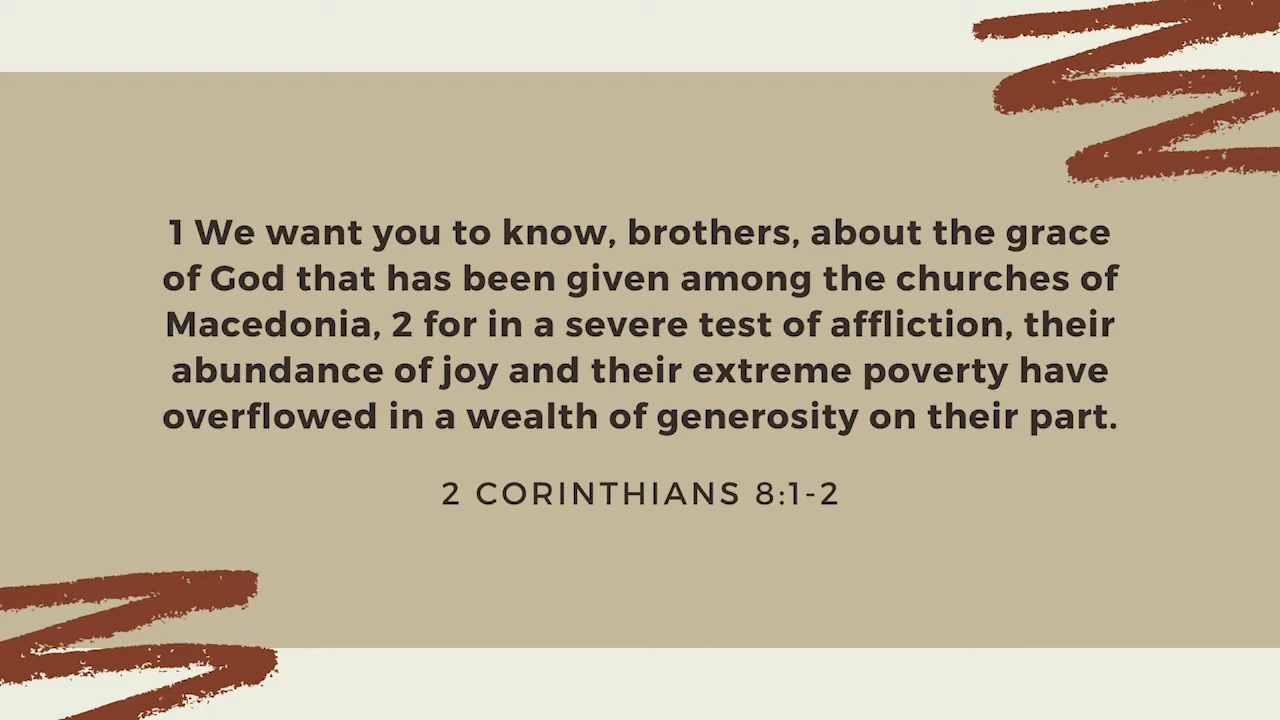 1 We want you to know, brothers, about the grace
of God that has been given among the churches of
Macedonia, 2 for in a severe test of affliction, their
abundance of joy and their extreme poverty have
overflowed in a wealth of generosity on their part.
2 CORINTHIANS 8:1-2